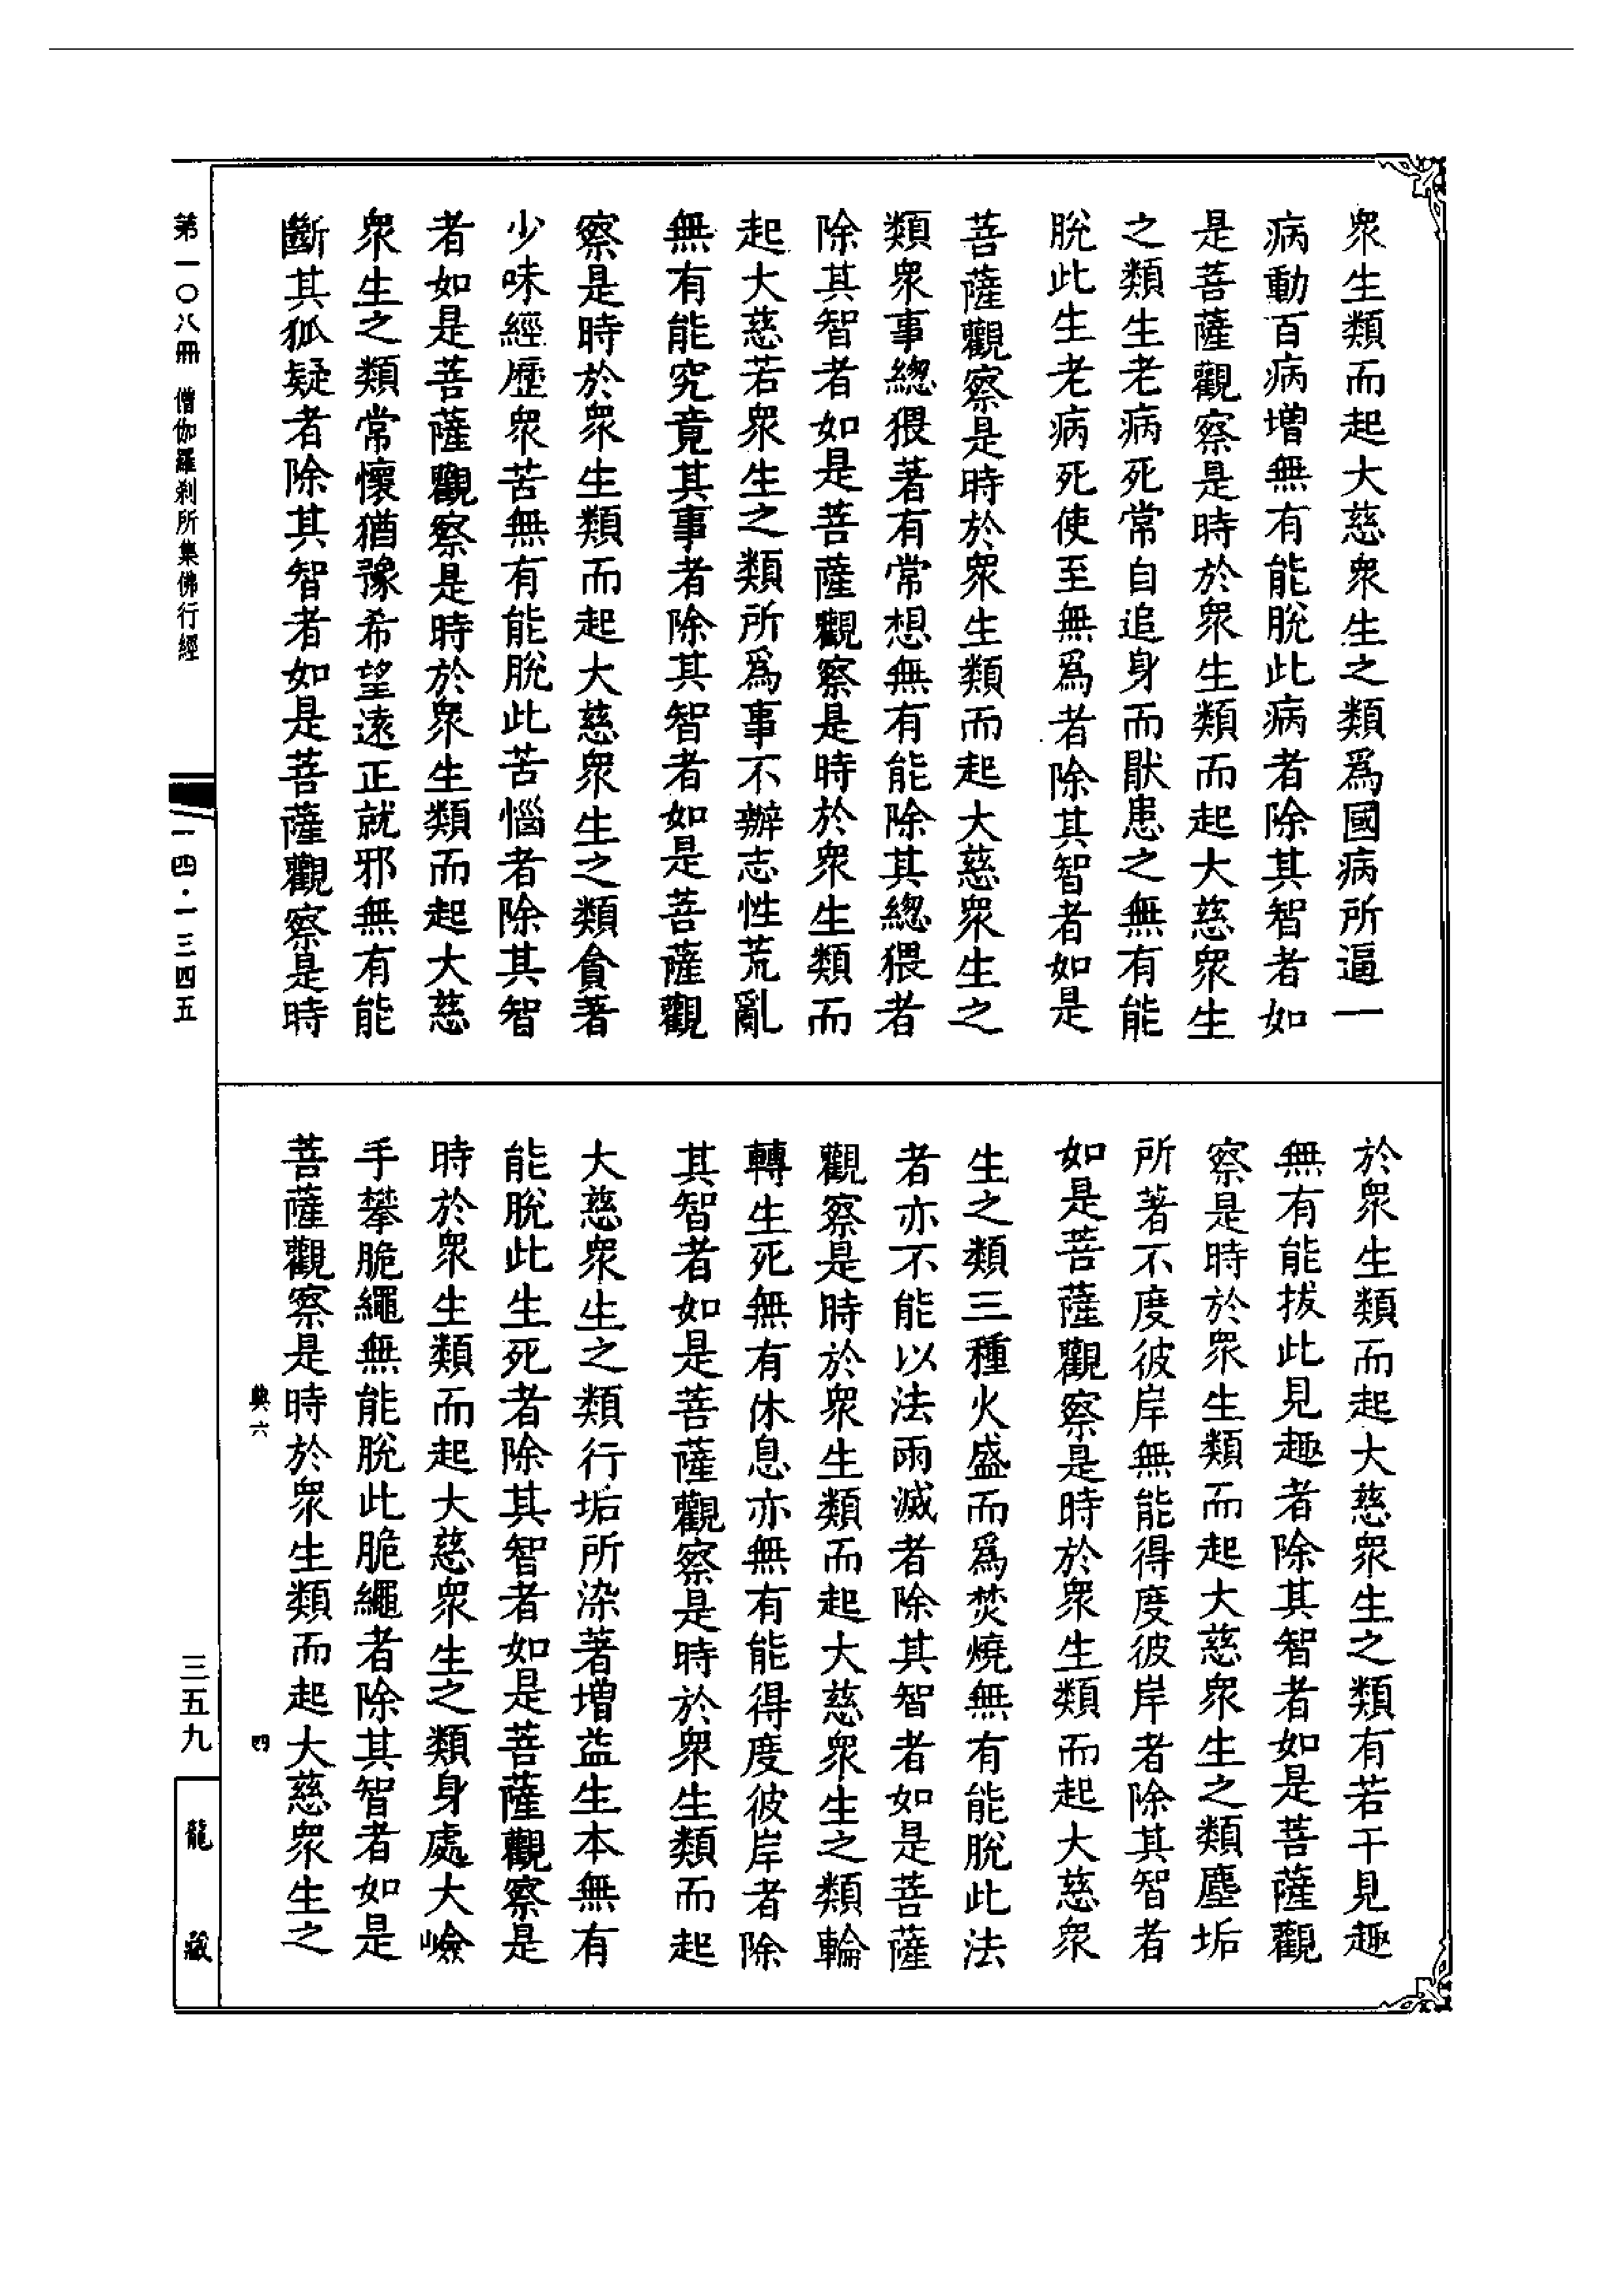 衆生類而起大慈衆生之類爲國病所逼一
病動百病增無有能脫此病者除其智者如
是菩薩觀察是時於衆生類而起大慈衆生
之類生老病死常自追身而猒患之無有能
脫此生老病死使至無爲者除其智者如是
菩薩觀察是時於衆生類而起大慈衆生之
類衆事緫猥著有常想無有能除其緫猥者
除其智者如是菩薩觀察是時於衆生類而
起大慈若衆生之類所爲事不辦志性荒亂
無有能究竟其事者除其智者如是菩薩觀
察是時於衆生類而起大慈衆生之類貪著
少味經歷衆苦無有能脫此苦惱者除其智
者如是菩薩觀察是時於衆生類而起大慈
衆生之類常懷猶豫希望遠正就邪無有能
斷其狐疑者除其智者如是菩薩觀察是時
於衆生類而起大慈衆生之類有若干見趣
無有能拔此見趣者除其智者如是菩薩觀
察是時於衆生類而起大慈衆生之類塵垢
所著不度彼岸無能得度彼岸者除其智者
如是菩薩觀察是時於衆生類而起大慈衆
生之類三種火盛而爲焚燒無有能脫此法
者亦不能以法雨滅者除其智者如是菩薩
觀察是時於衆生類而起大慈衆生之類輪
轉生死無有休息亦無有能得度彼岸者除
其智者如是菩薩觀察是時於衆生類而起
大慈衆生之類行垢所染著增益生本無有
能脫此生死者除其智者如是菩薩觀察是
時於衆生類而起大慈衆生之類身處大嶮
手攀脆繩無能脫此脆繩者除其智者如是
菩薩觀察是時於衆生類而起大慈衆生之
典六 四
第一〇八冊 僧伽羅刹所集佛行經
一四·一三四五
三五九
龍藏